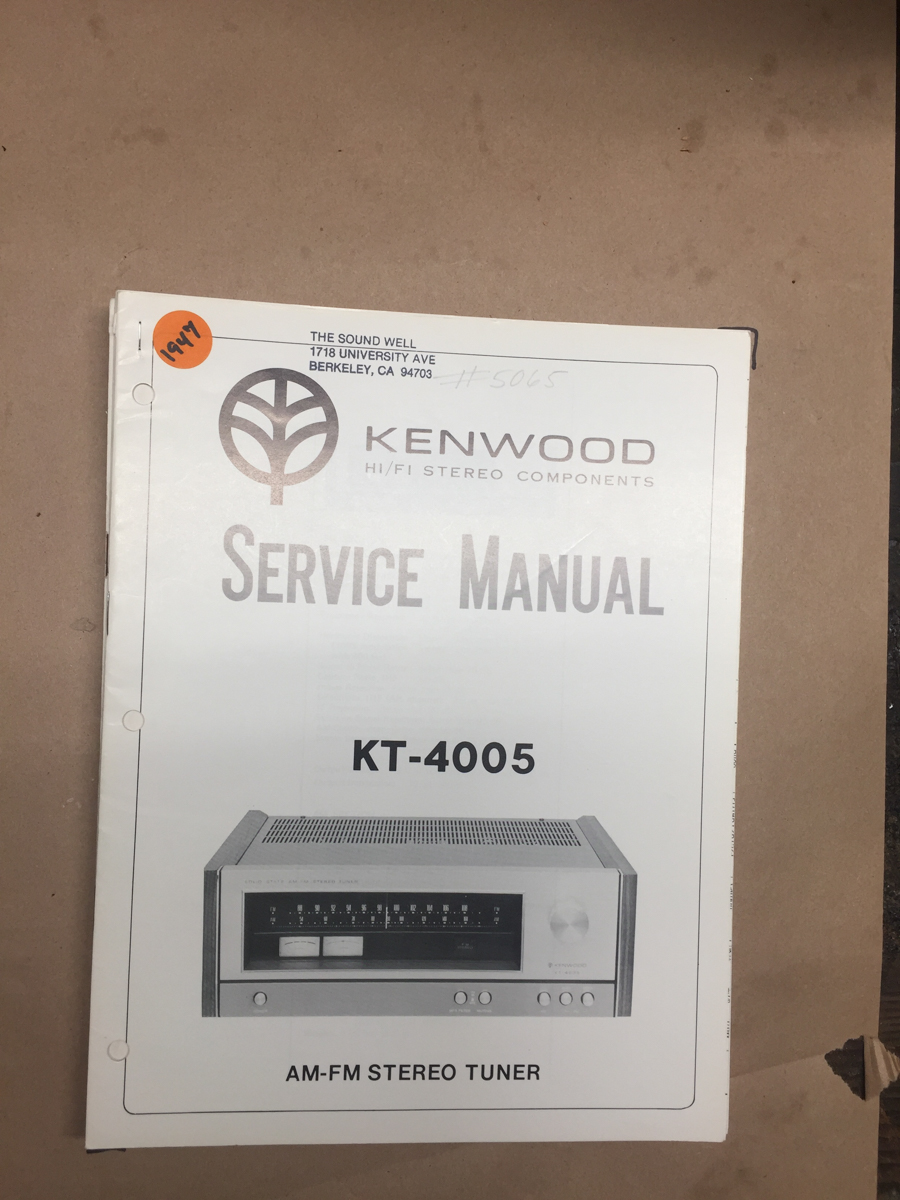 1947
THE SOUND WELL
1718 UNIVERSITY AVE
BERKELEY, CA 94703
#5065
KENWOOD
HI/FI STEREO COMPONENTS
SERVICE MANUAL
KT-4005
AM-FM STEREO TUNER